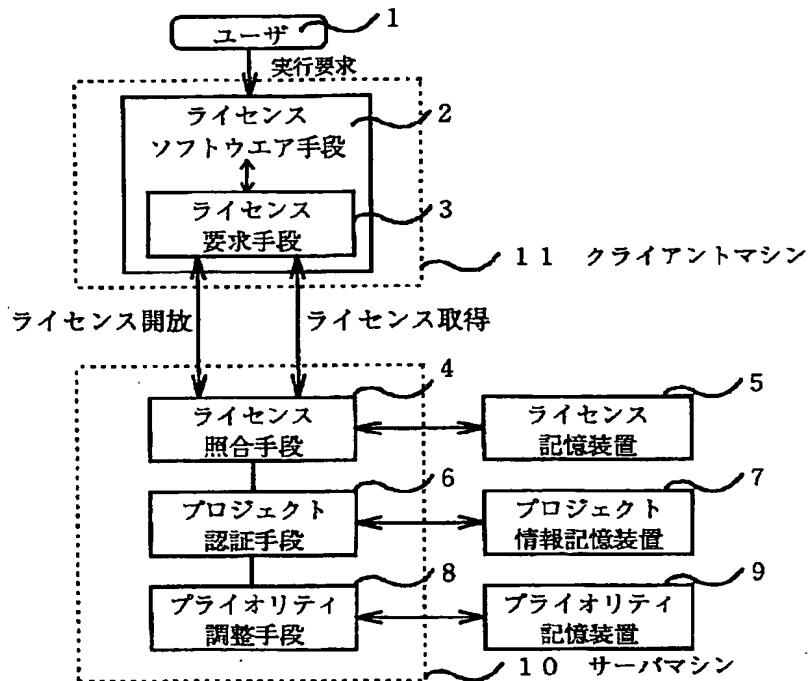 1
ユーザ
実行要求
ライセンス
ソフトウエア手段
2
ライセンス
要求手段
3
11 クライアントマシン
ライセンス開放
ライセンス取得
4
ライセンス
照合手段
5
ライセンス
記憶装置
6
プロジェクト
認証手段
7
プロジェクト
情報記憶装置
8
プライオリティ
調整手段
9
プライオリティ
記憶装置
10 サーバマシン